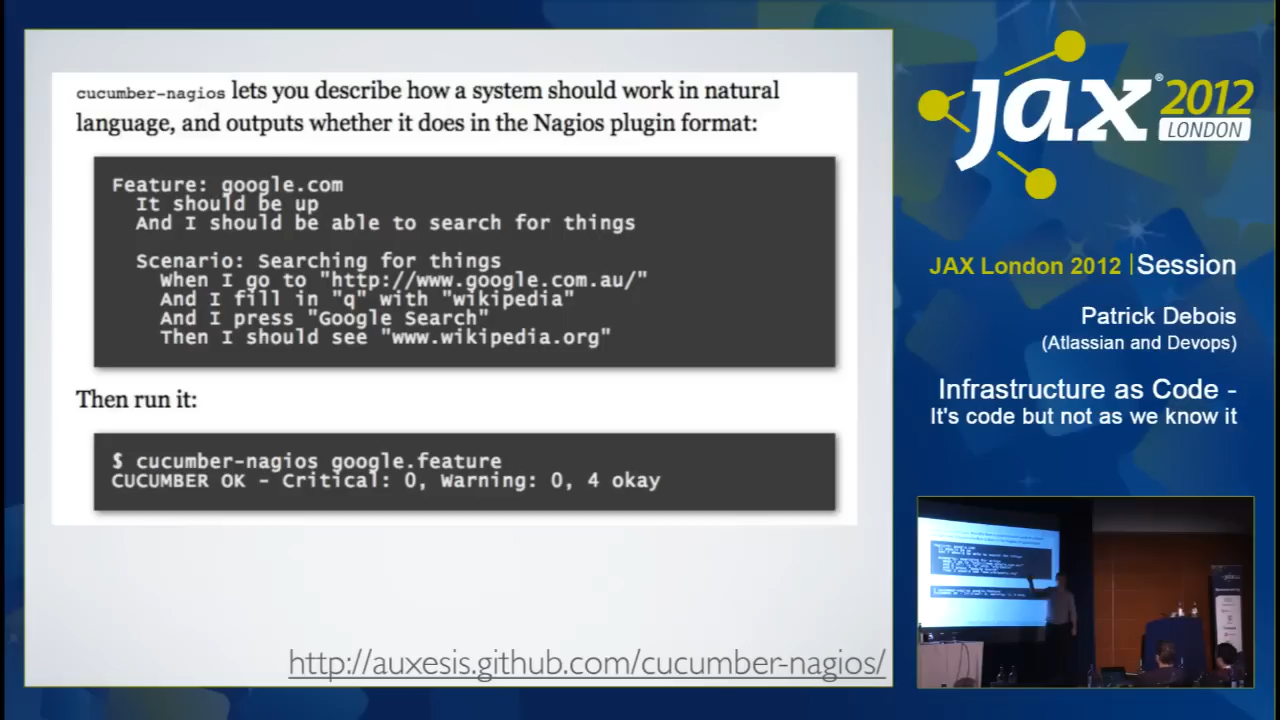 cucumber-nagios lets you describe how a system should work in natural
language, and outputs whether it does in the Nagios plugin format:
Feature: google.com
It should be up
And I should be able to search for things
Scenario: Searching for things
When I go to "http://www.google.com.au/"
And I fill in "q" with "wikipedia"
And I press "Google Search"
Then I should see "www.wikipedia.org"
Then run it:
$ cucumber-nagios google.feature
CUCUMBER OK - Critical: 0, Warning: 0, 4 okay
http://auxesis.github.com/cucumber-nagios/
jax® 2012
LONDON
JAX London 2012 | Session
Patrick Debois
(Atlassian and Devops)
Infrastructure as Code -
It's code but not as we know it